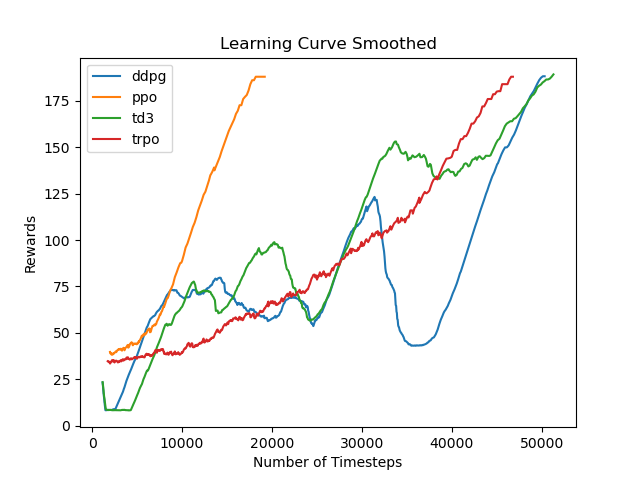 Learning Curve Smoothed
ddpg
ppo
td3
trpo
175
150
125
100
75
50
25
0
Rewards
0 10000 20000 30000 40000 50000
Number of Timesteps